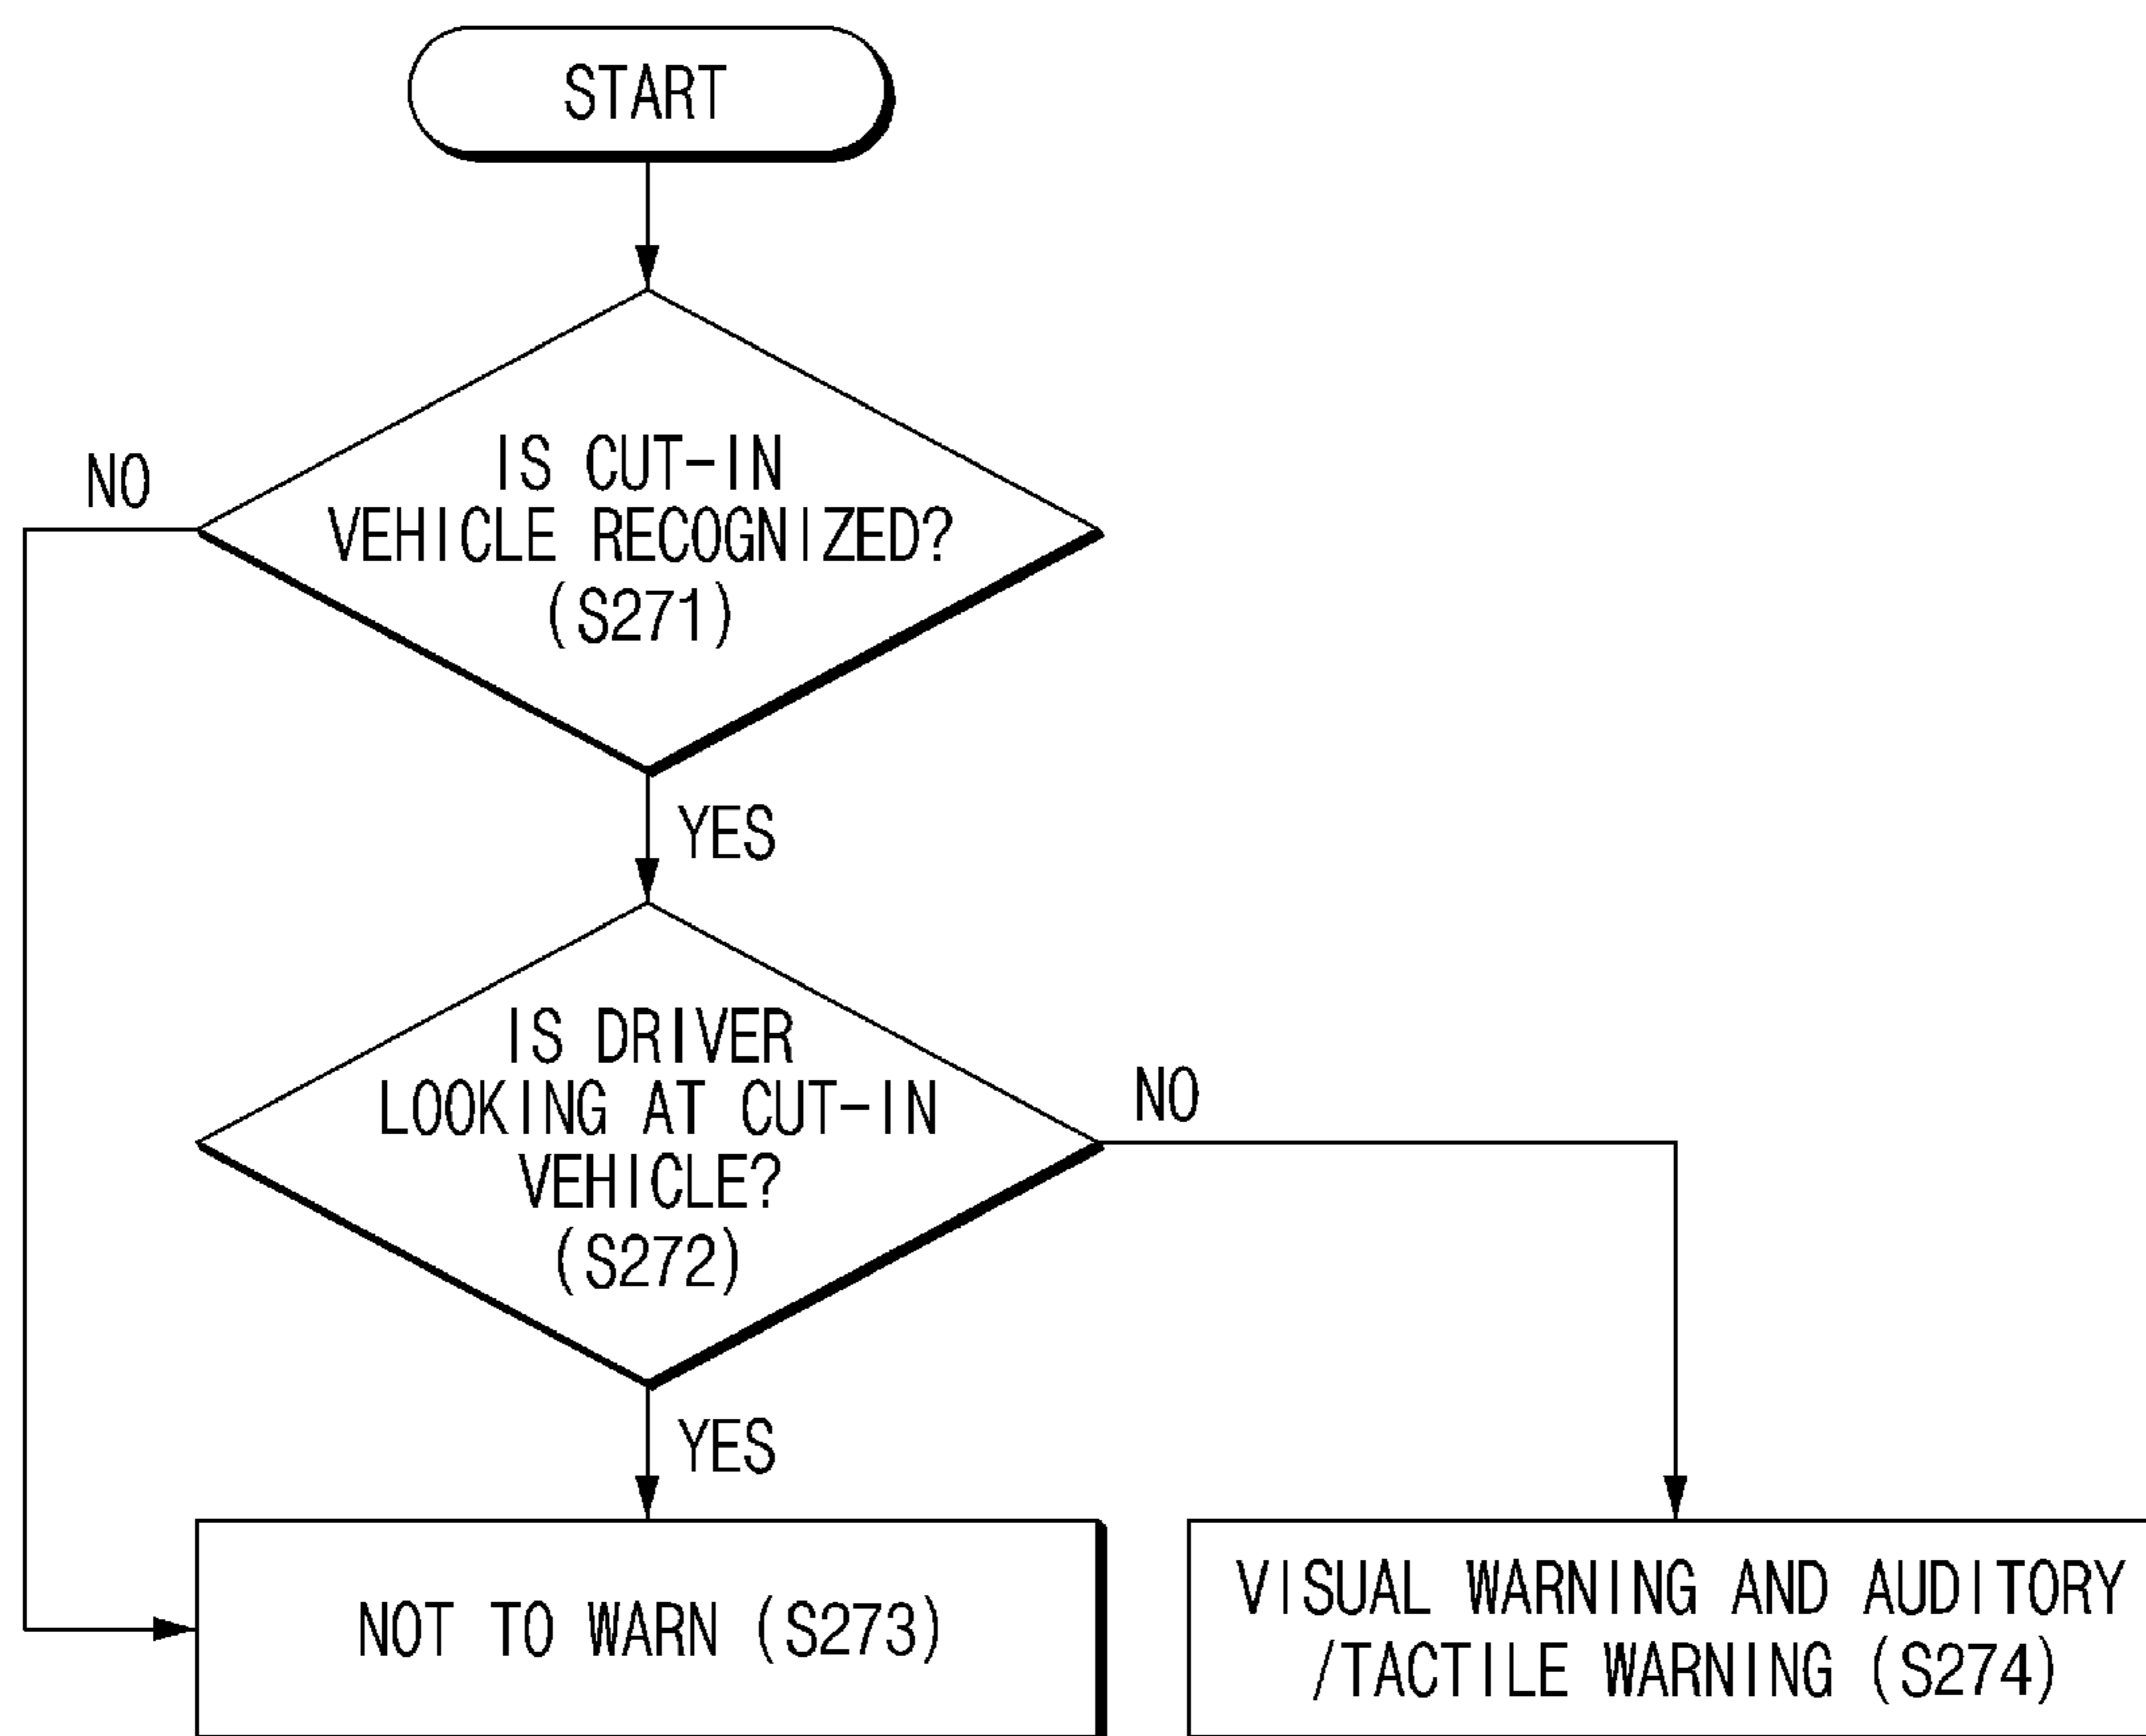 START
IS CUT-IN
VEHICLE RECOGNIZED?
(S271)
NO
YES
IS DRIVER
LOOKING AT CUT-IN
VEHICLE?
(S272)
NO
YES
NOT TO WARN (S273)
VISUAL WARNING AND AUDITORY
/TACTILE WARNING (S274)